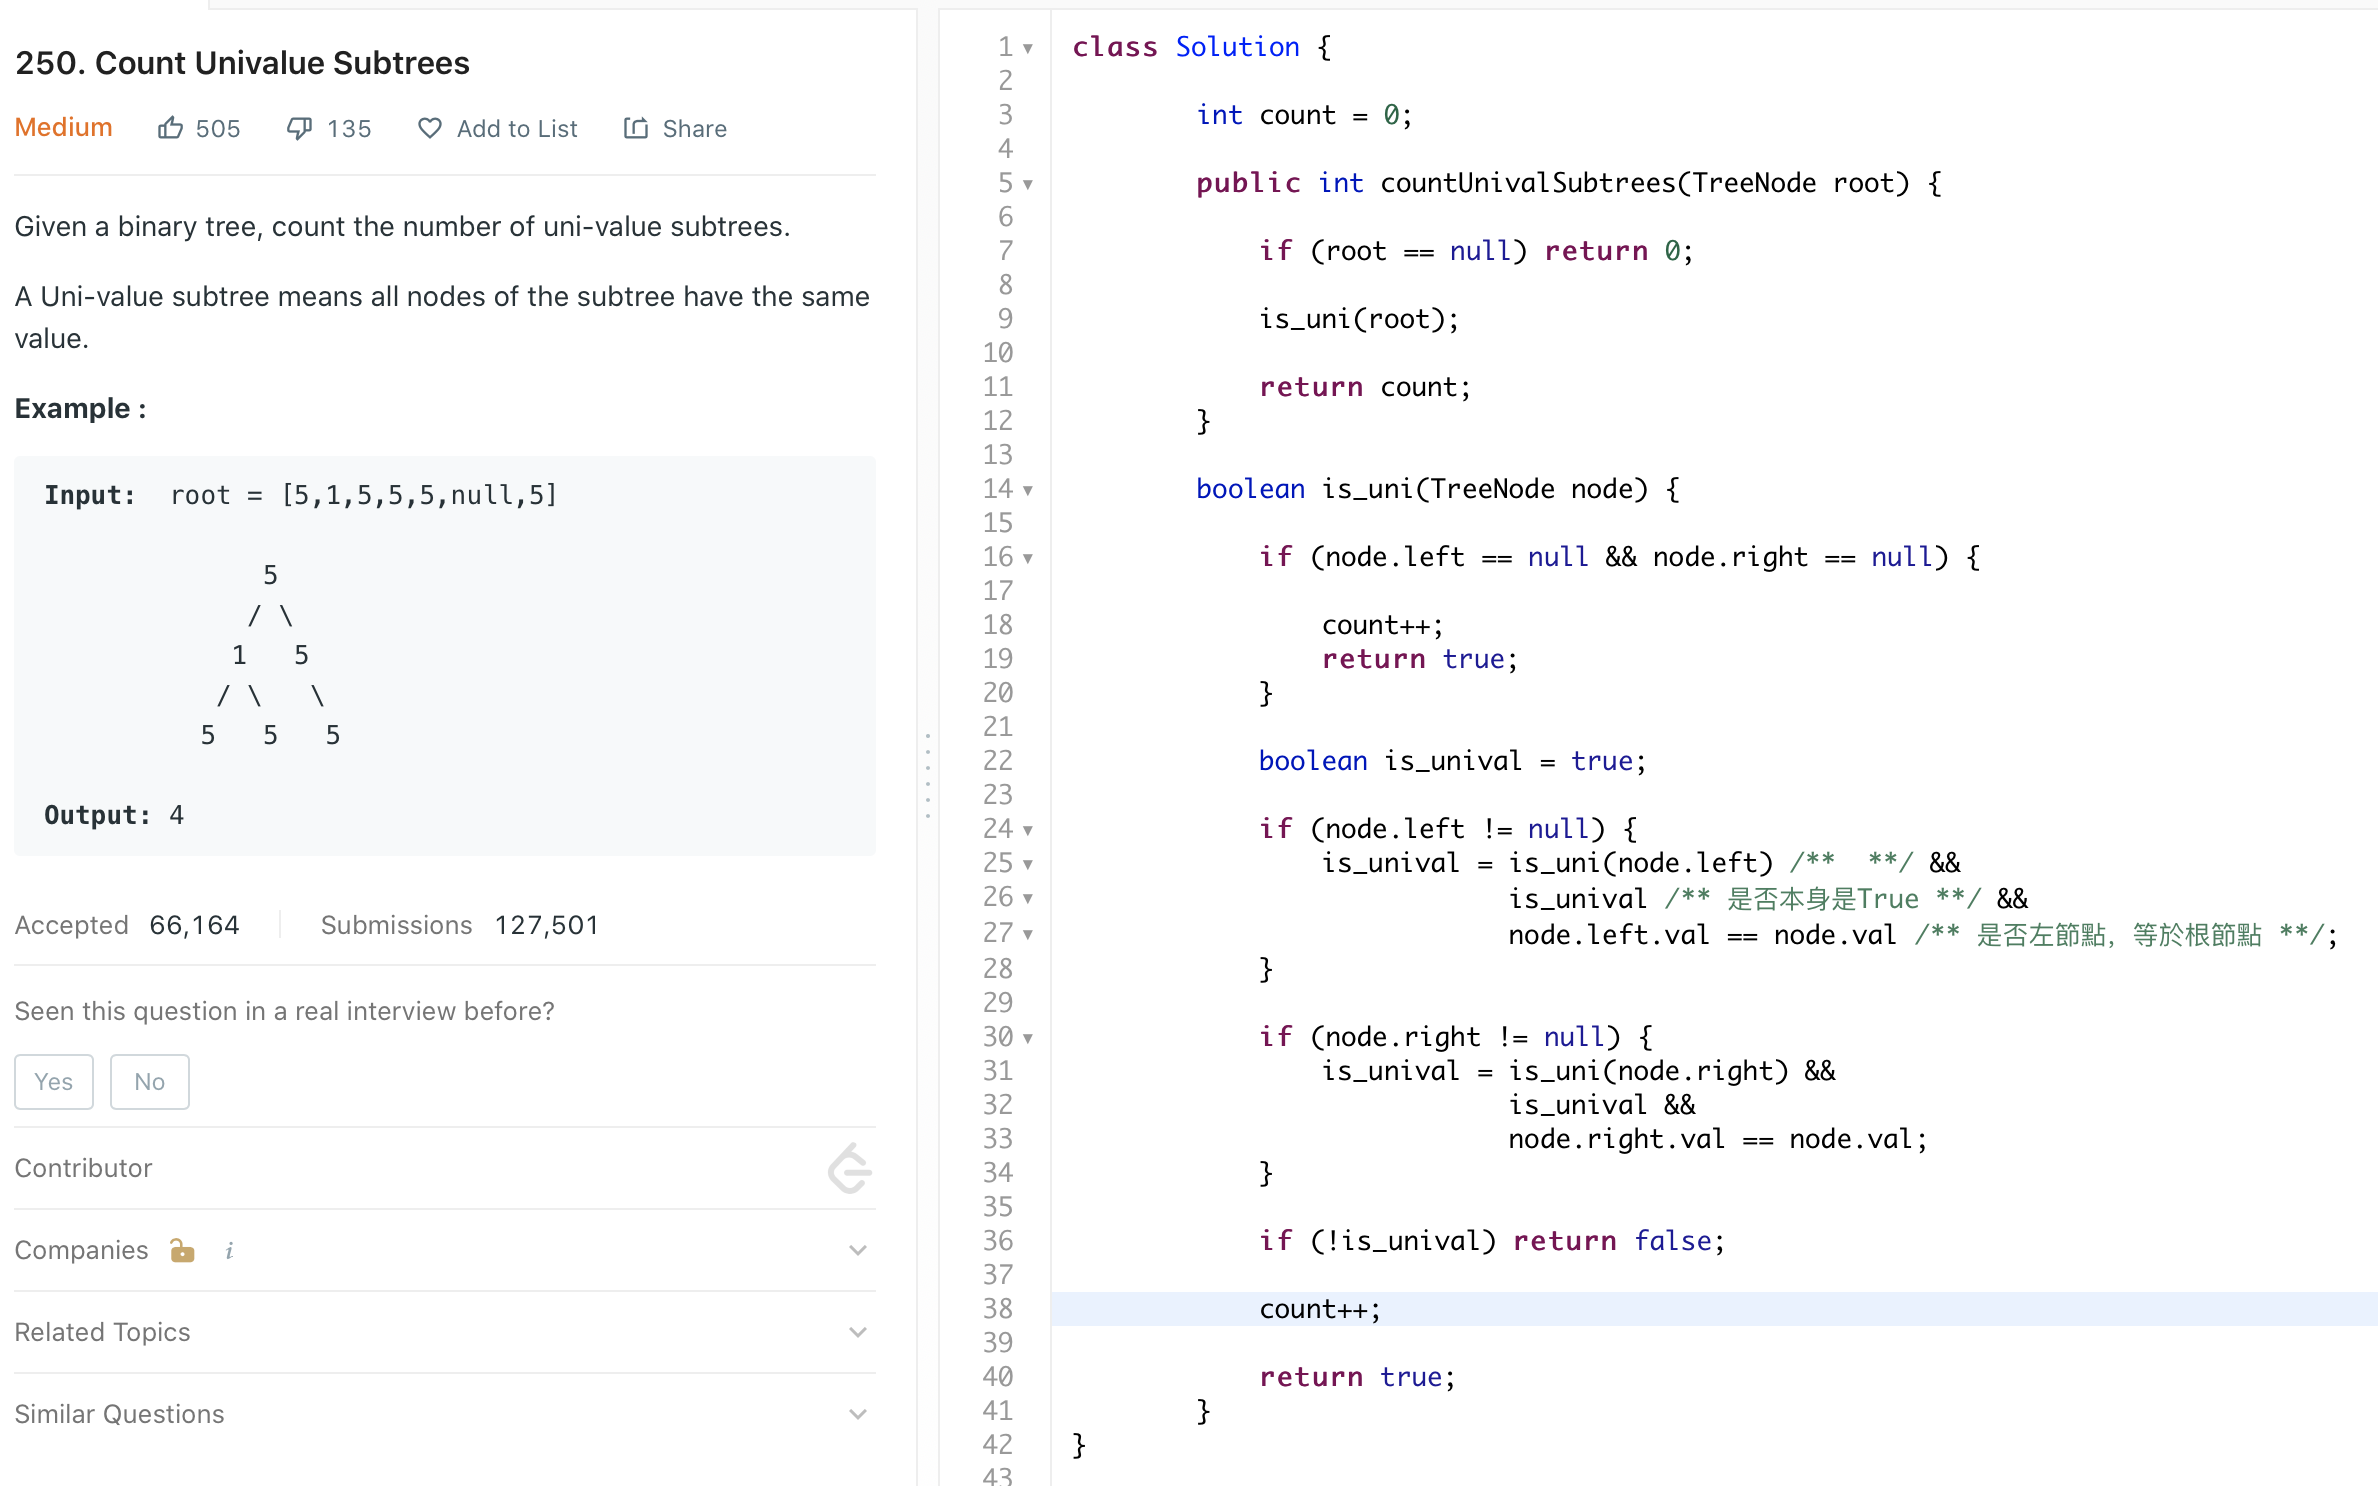 250. Count Univalue Subtrees
Medium 505 135 Add to List Share
Given a binary tree, count the number of uni-value subtrees.
A Uni-value subtree means all nodes of the subtree have the same
value.
Example :
Input:  root = [5,1,5,5,5,null,5]
5
/ \
1   5
/ \   \
5   5   5
Output: 4
Accepted 66,164 Submissions 127,501
Seen this question in a real interview before?
Yes No
Contributor
Companies i
Related Topics
Similar Questions
1 class Solution {
2
3 int count = 0;
4
5 public int countUnivalSubtrees(TreeNode root) {
6
7 if (root == null) return 0;
8
9 is_uni(root);
10
11 return count;
12 }
13
14 boolean is_uni(TreeNode node) {
15
16 if (node.left == null && node.right == null) {
17
18 count++;
19 return true;
20 }
21
22 boolean is_unival = true;
23
24 if (node.left != null) {
25 is_unival = is_uni(node.left) /**  **/ &&
26 is_unival /** 是否本身是True **/ &&
27 node.left.val == node.val /** 是否左節點，等於根節點 **/;
28 }
29
30 if (node.right != null) {
31 is_unival = is_uni(node.right) &&
32 is_unival &&
33 node.right.val == node.val;
34 }
35
36 if (!is_unival) return false;
37
38 count++;
39
40 return true;
41 }
42 }
43